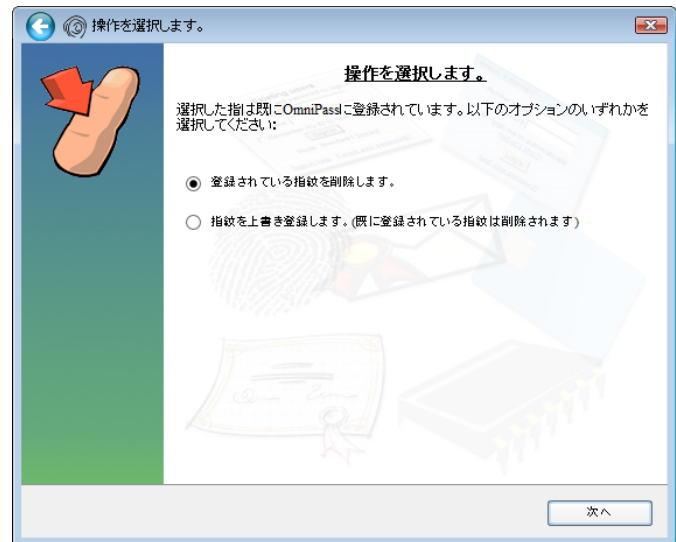 操作を選択します。
操作を選択します。
選択した指は既にOmniPassに登録されています。以下のオプションのいずれかを
選択してください:
登録されている指紋を削除します。
指紋を上書き登録します。(既に登録されている指紋は削除されます)
次へ